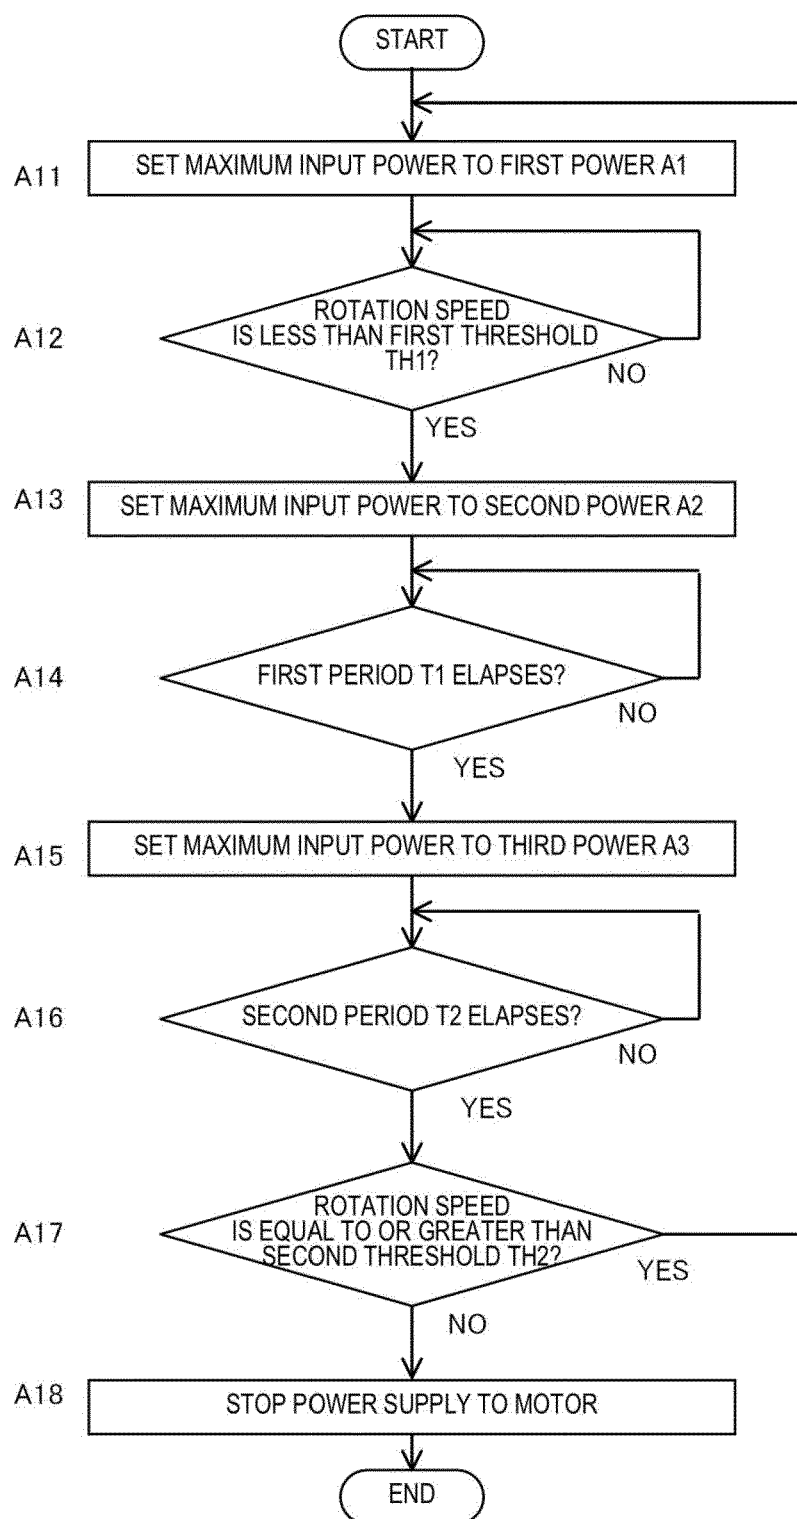 START
A11
SET MAXIMUM INPUT POWER TO FIRST POWER A1
A12
ROTATION SPEED
IS LESS THAN FIRST THRESHOLD
TH1?
NO
YES
A13
SET MAXIMUM INPUT POWER TO SECOND POWER A2
A14
FIRST PERIOD T1 ELAPSES?
NO
YES
A15
SET MAXIMUM INPUT POWER TO THIRD POWER A3
A16
SECOND PERIOD T2 ELAPSES?
NO
YES
A17
ROTATION SPEED
IS EQUAL TO OR GREATER THAN
SECOND THRESHOLD TH2?
YES
NO
A18
STOP POWER SUPPLY TO MOTOR
END